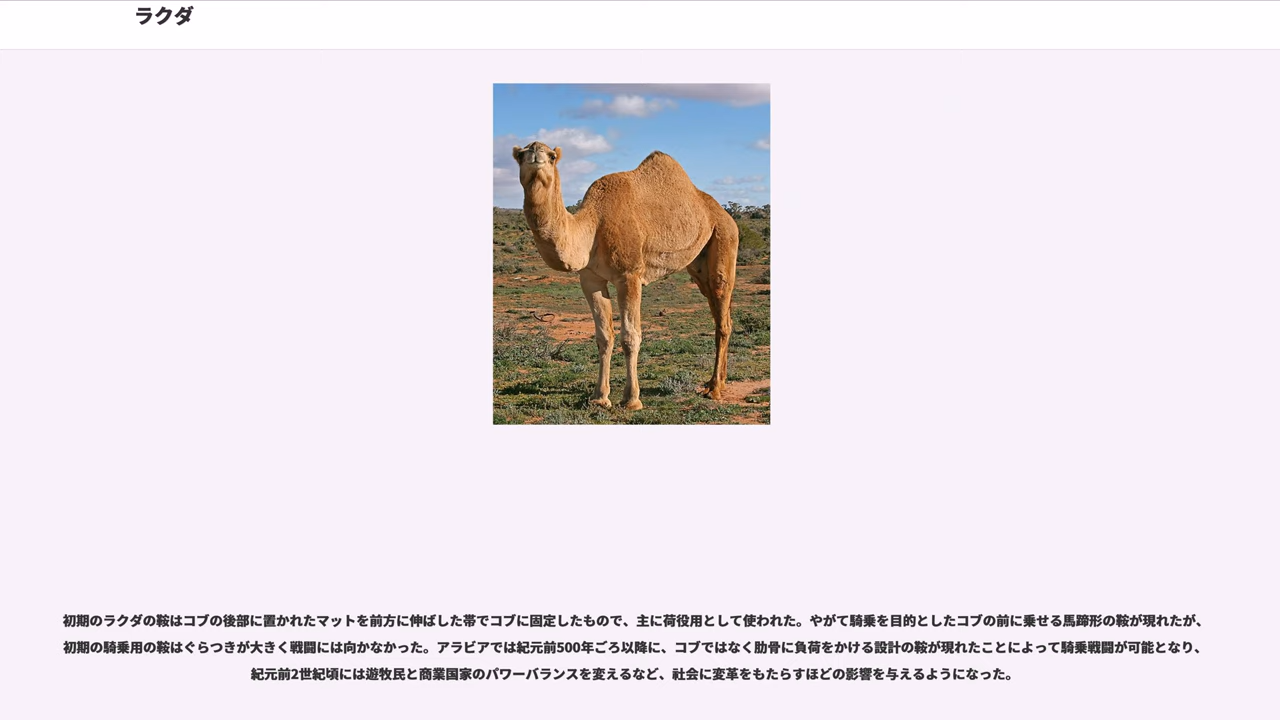 ラクダ
初期のラクダの鞍はコブの後部に置かれたマットを前方に伸ばした帯でコブに固定したもので、主に荷役用として使われた。やがて騎乗を目的としたコブの前に乗せる馬蹄形の鞍が現れたが、
初期の騎乗用の鞍はぐらつきが大きく戦闘には向かなかった。アラビアでは紀元前500年ごろ以降に、コブではなく肋骨に負荷をかける設計の鞍が現れたことによって騎乗戦闘が可能となり、
紀元前2世紀頃には遊牧民と商業国家のパワーバランスを変えるなど、社会に変革をもたらすほどの影響を与えるようになった。